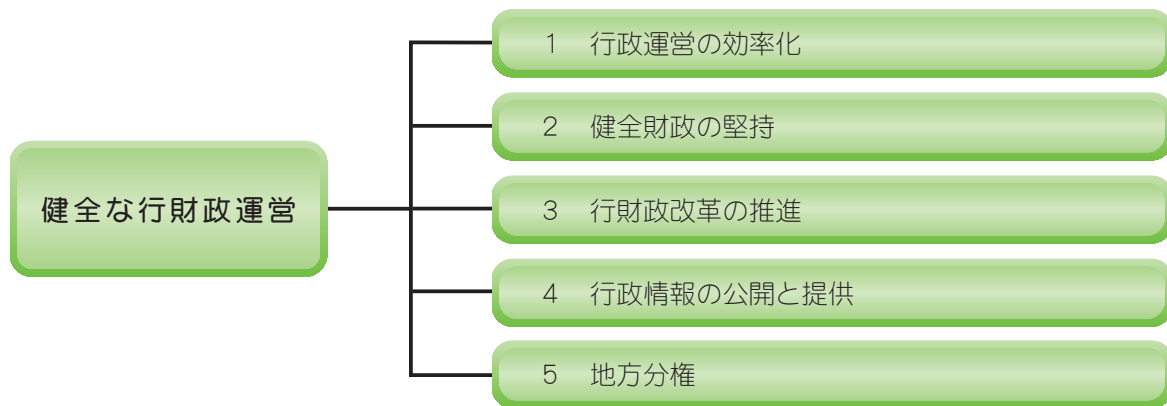 健全な行財政運営
1 行政運営の効率化
2 健全財政の堅持
3 行財政改革の推進
4 行政情報の公開と提供
5 地方分権